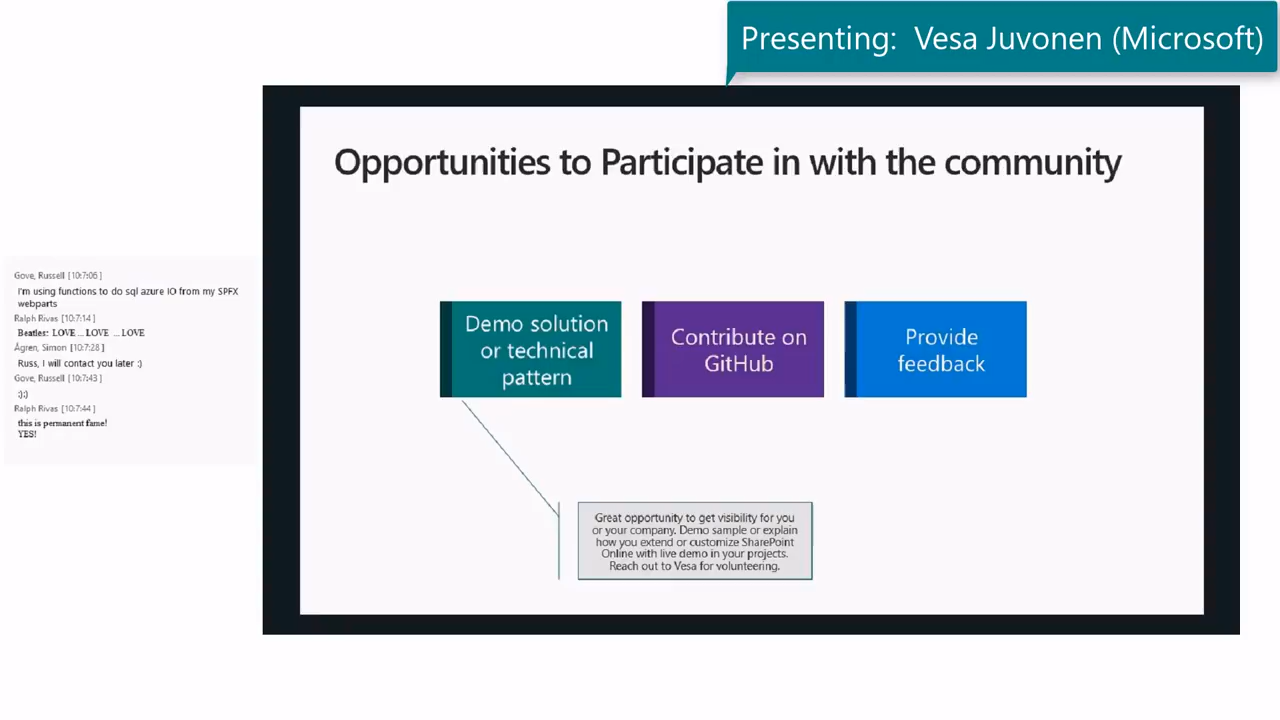 Presenting:  Vesa Juvonen (Microsoft)
Opportunities to Participate in with the community
Demo solution
or technical
pattern
Contribute on
GitHub
Provide
feedback
Great opportunity to get visibility for you
or your company. Demo sample or explain
how you extend or customize SharePoint
Online with live demo in your projects.
Reach out to Vesa for volunteering.
Gove, Russell [10:7:06 ]
I'm using functions to do sql azure IO from my SPFX
webparts
Ralph Rivas [10:7:14 ]
Beatles:  LOVE ... LOVE  ... LOVE
Ågren, Simon [10:7:28 ]
Russ, I will contact you later :)
Gove, Russell [10:7:43 ]
:):)
Ralph Rivas [10:7:44 ]
this is permanent fame!
YES!